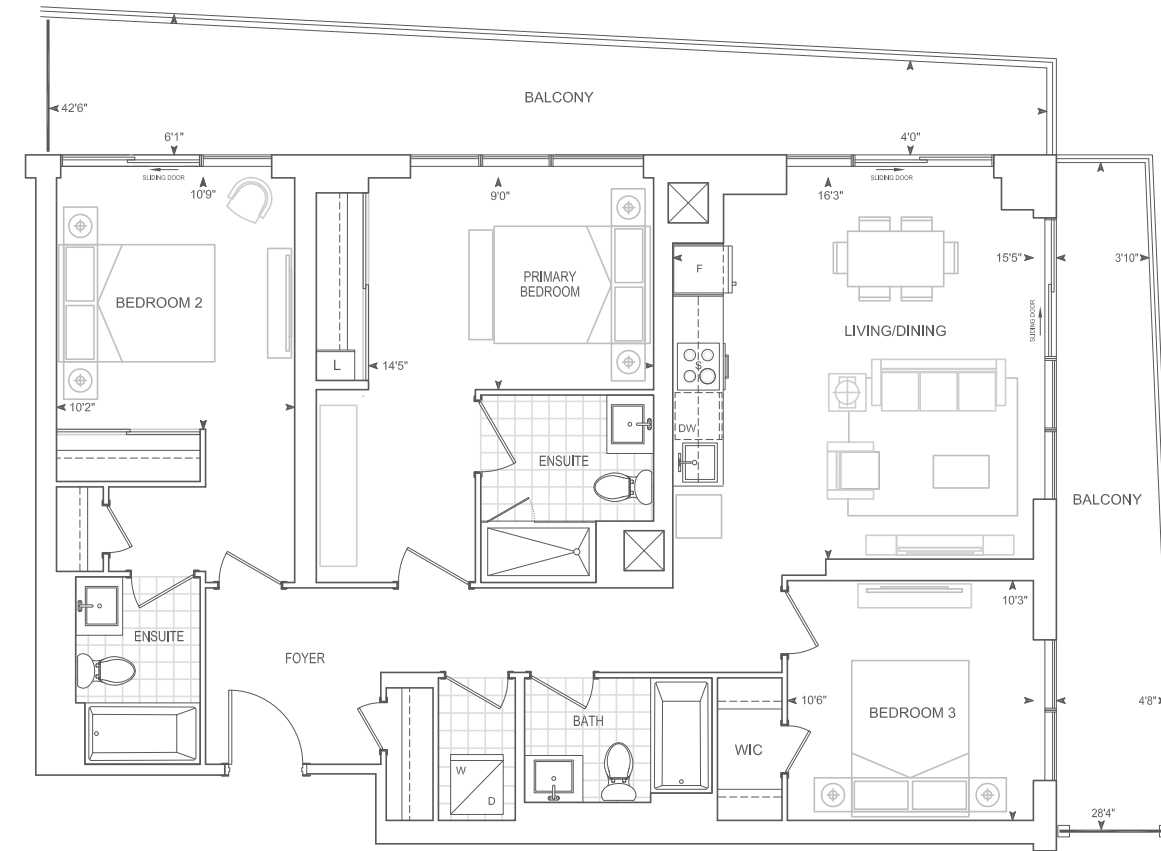 BALCONY
42'6"
6'1"
4'0"
SLIDING DOOR
SLIDING DOOR
10'9"
9'0"
16'3"
F
15'5"
3'10"
PRIMARY
BEDROOM
BEDROOM 2
LIVING/DINING
SLIDING DOOR
S
L
14'5"
10'2"
DW
ENSUITE
BALCONY
10'3"
ENSUITE
FOYER
10'6"
4'8"
BEDROOM 3
BATH
WIC
W
D
28'4"